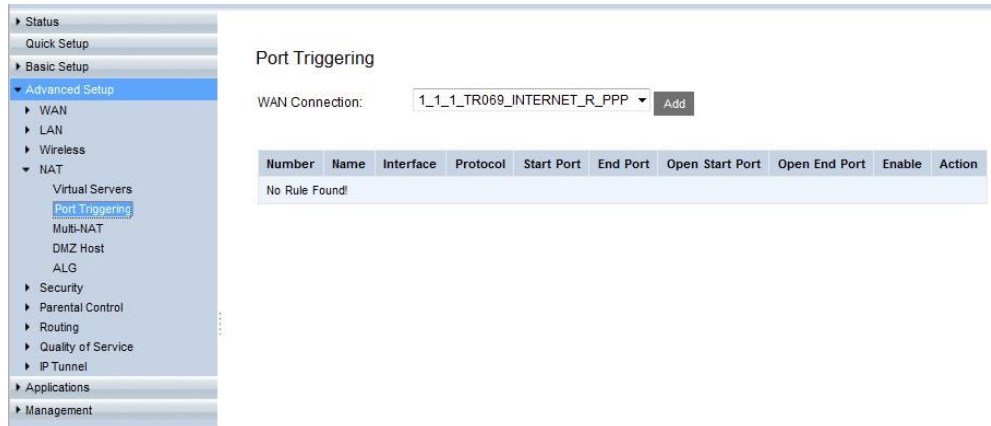 Status
Quick Setup
Basic Setup
Advanced Setup
WAN
LAN
Wireless
NAT
Virtual Servers
Port Triggering
Multi-NAT
DMZ Host
ALG
Security
Parental Control
Routing
Quality of Service
IP Tunnel
Applications
Management
Port Triggering
WAN Connection: 1_1_1_TR069_INTERNET_R_PPP Add
Number Name Interface Protocol Start Port End Port Open Start Port Open End Port Enable Action
No Rule Found!